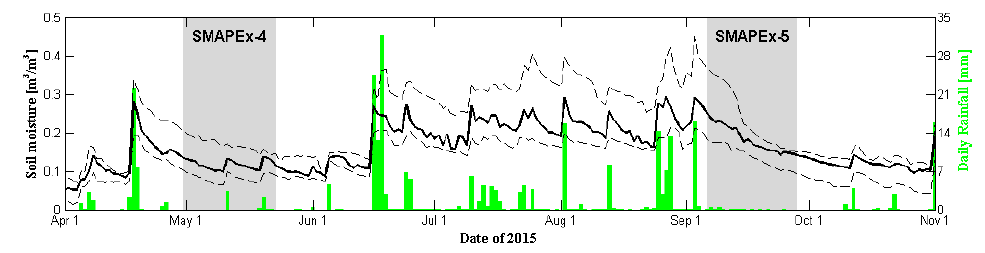 0.5
0.4
0.3
0.2
0.1
0
Soil moisture [m³/m³]
SMAPEx-4
SMAPEx-5
35
28
21
14
7
0
Daily Rainfall [mm]
Apr 1
May 1
Jun 1
Jul 1
Aug 1
Sep 1
Oct 1
Nov 1
Date of 2015